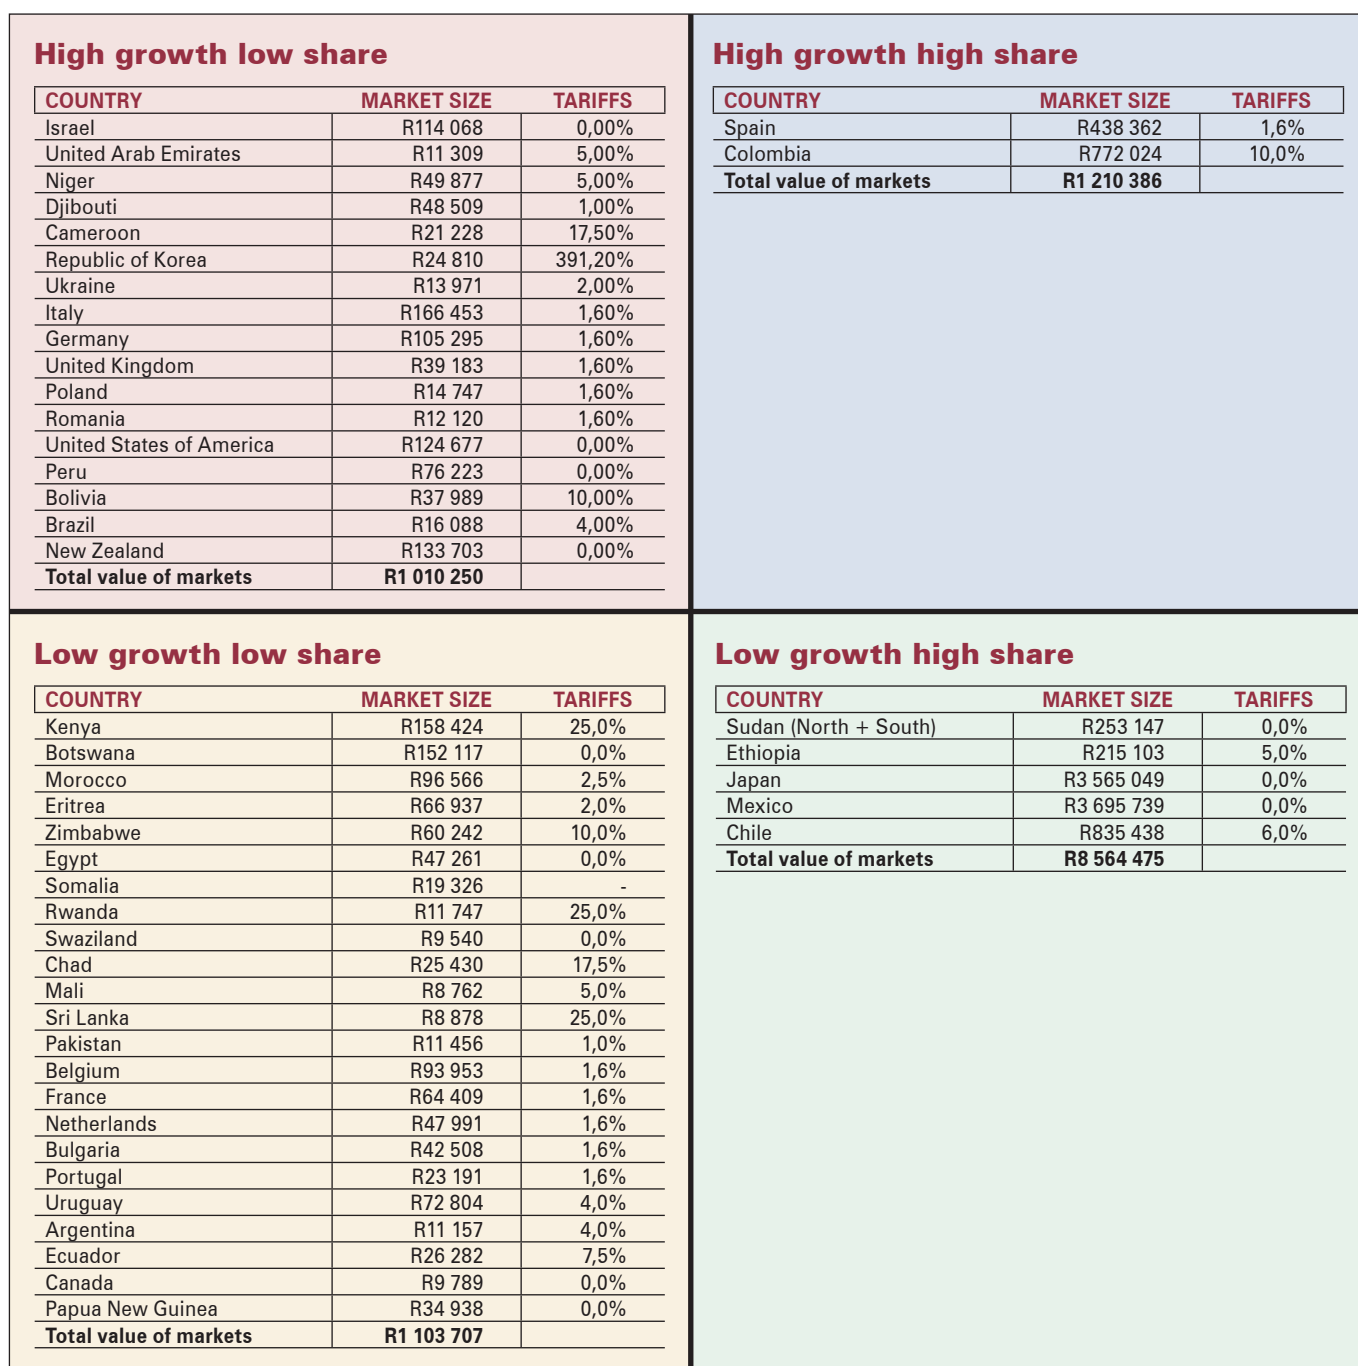 High growth low share
COUNTRY MARKET SIZE TARIFFS
Israel R114 068 0,00%
United Arab Emirates R11 309 5,00%
Niger R49 877 5,00%
Djibouti R48 509 1,00%
Cameroon R21 228 17,50%
Republic of Korea R24 810 391,20%
Ukraine R13 971 2,00%
Italy R166 453 1,60%
Germany R105 295 1,60%
United Kingdom R39 183 1,60%
Poland R14 747 1,60%
Romania R12 120 1,60%
United States of America R124 677 0,00%
Peru R76 223 0,00%
Bolivia R37 989 10,00%
Brazil R16 088 4,00%
New Zealand R133 703 0,00%
Total value of markets R1 010 250
High growth high share
COUNTRY MARKET SIZE TARIFFS
Spain R438 362 1,6%
Colombia R772 024 10,0%
Total value of markets R1 210 386
Low growth low share
COUNTRY MARKET SIZE TARIFFS
Kenya R158 424 25,0%
Botswana R152 117 0,0%
Morocco R96 566 2,5%
Eritrea R66 937 2,0%
Zimbabwe R60 242 10,0%
Egypt R47 261 0,0%
Somalia R19 326 -
Rwanda R11 747 25,0%
Swaziland R9 540 0,0%
Chad R25 430 17,5%
Mali R8 762 5,0%
Sri Lanka R8 878 25,0%
Pakistan R11 456 1,0%
Belgium R93 953 1,6%
France R64 409 1,6%
Netherlands R47 991 1,6%
Bulgaria R42 508 1,6%
Portugal R23 191 1,6%
Uruguay R72 804 4,0%
Argentina R11 157 4,0%
Ecuador R26 282 7,5%
Canada R9 789 0,0%
Papua New Guinea R34 938 0,0%
Total value of markets R1 103 707
Low growth high share
COUNTRY MARKET SIZE TARIFFS
Sudan (North + South) R253 147 0,0%
Ethiopia R215 103 5,0%
Japan R3 565 049 0,0%
Mexico R3 695 739 0,0%
Chile R835 438 6,0%
Total value of markets R8 564 475